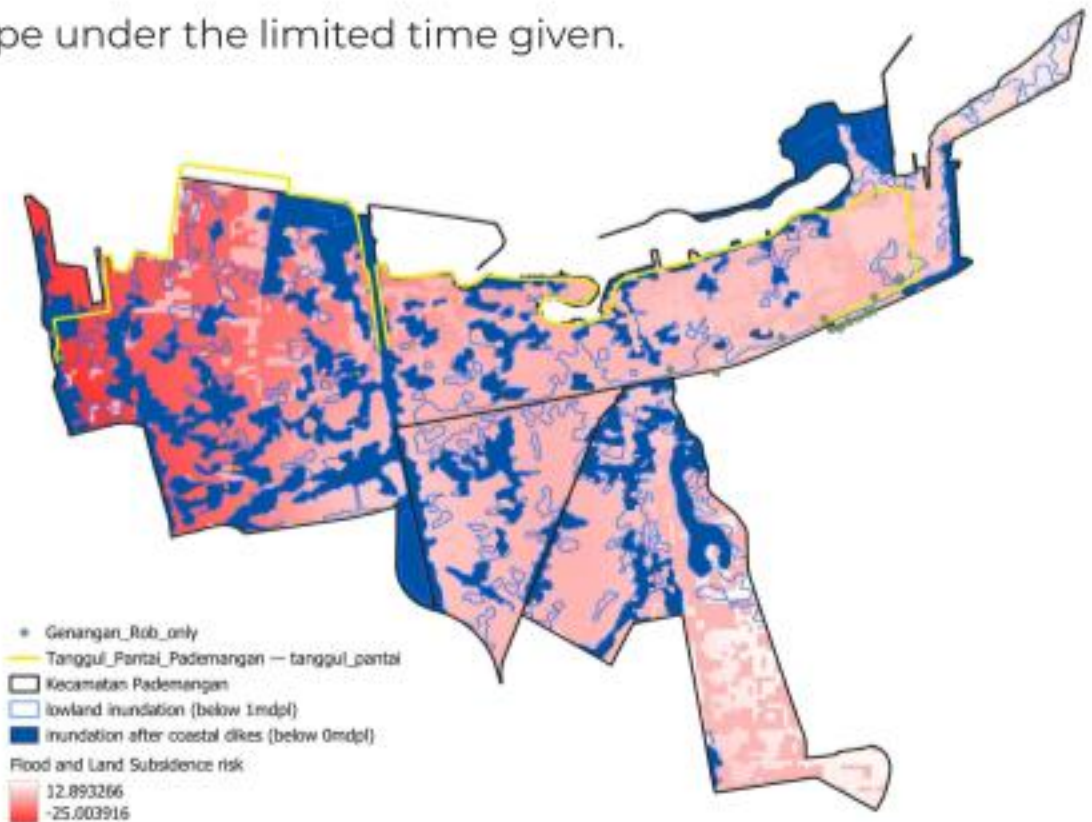 pe under the limited time given.
Genangan_Rob_only
Tanggul_Pantai_Pademangan — tanggul_pantai
Kecamatan Pademangan
lowland inundation (below 1mdpl)
inundation after coastal dikes (below 0mdpl)
Flood and Land Subsidence risk
12.893266
-25.003916